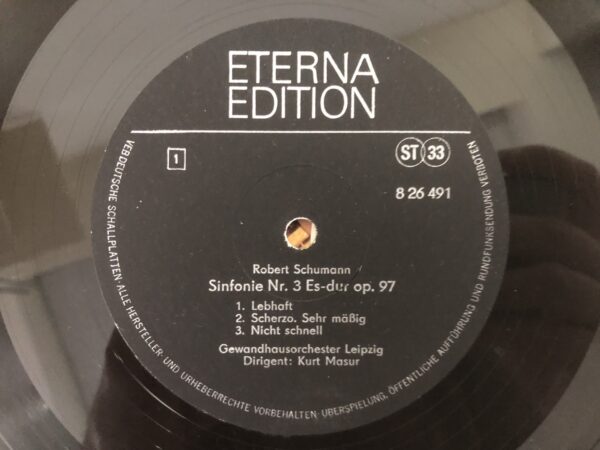 ETERNA
EDITION
1
ST 33
8 26 491
Robert Schumann
Sinfonie Nr. 3 Es-dur op. 97
1. Lebhaft
2. Scherzo. Sehr mäßig
3. Nicht schnell
Gewandhausorchester Leipzig
Dirigent: Kurt Masur
VEB DEUTSCHE SCHALLPLATTEN · ALLE HERSTELLER- UND URHEBERRECHTE VORBEHALTEN · ÜBERSPIELUNG, ÖFFENTLICHE AUFFÜHRUNG UND RUNDFUNKSENDUNG VERBOTEN